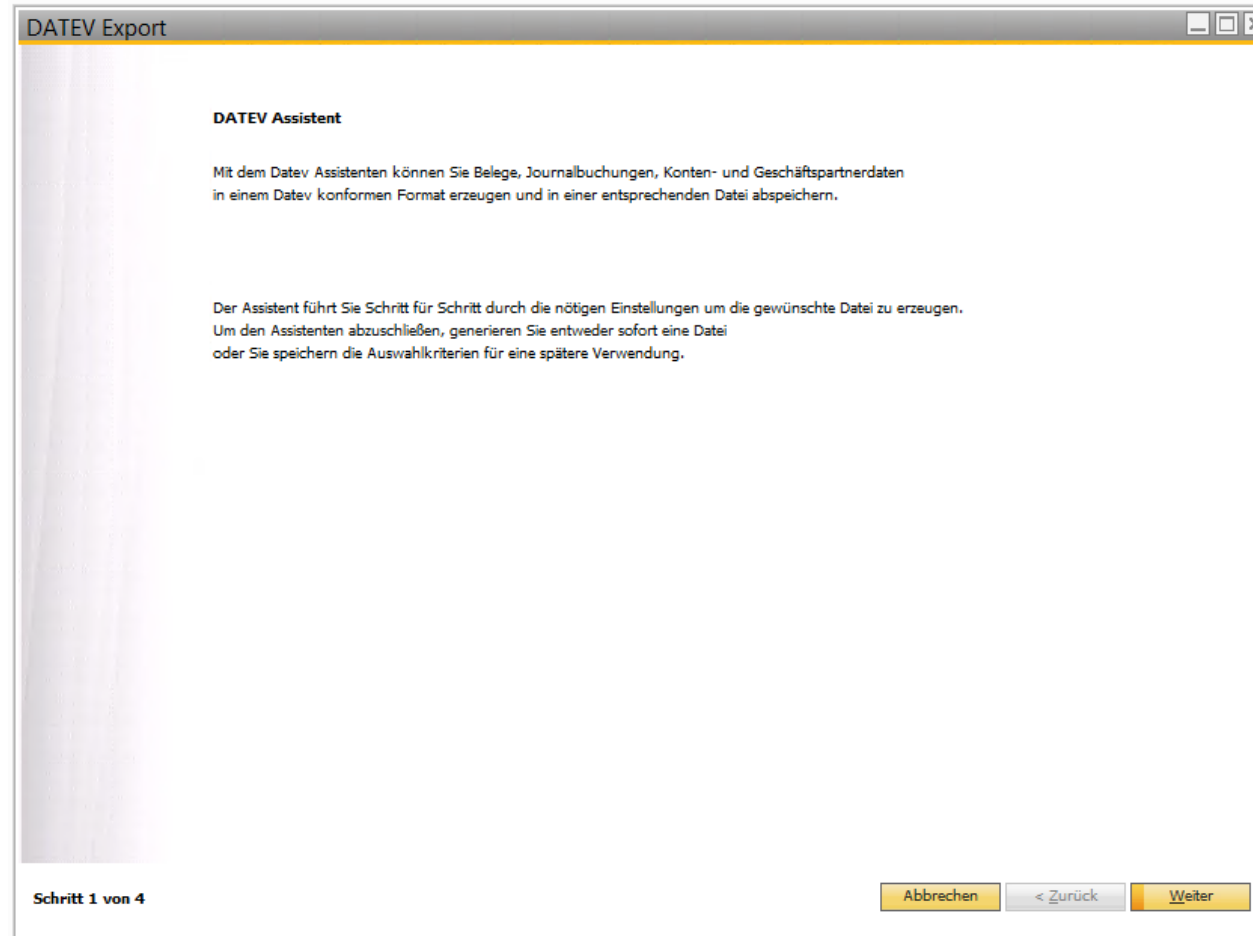 DATEV Export
DATEV Assistent
Mit dem Datev Assistenten können Sie Belege, Journalbuchungen, Konten- und Geschäftspartnerdaten
in einem Datev konformen Format erzeugen und in einer entsprechenden Datei abspeichern.
Der Assistent führt Sie Schritt für Schritt durch die nötigen Einstellungen um die gewünschte Datei zu erzeugen.
Um den Assistenten abzuschließen, generieren Sie entweder sofort eine Datei
oder Sie speichern die Auswahlkriterien für eine spätere Verwendung.
Schritt 1 von 4
Abbrechen
< Zurück
Weiter